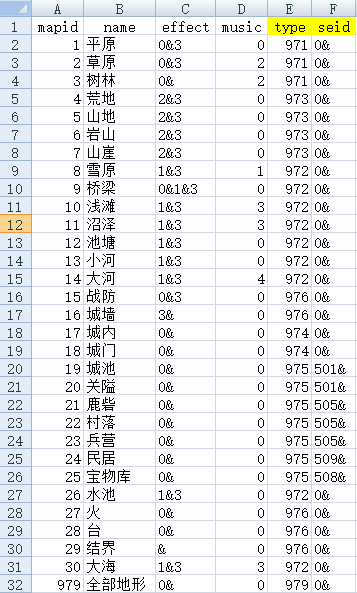 A B C D E F
1 mapid name effect music type seid
2 1 平原 0&3 0 971 0&
3 2 草原 0&3 2 971 0&
4 3 树林 0& 2 971 0&
5 4 荒地 2&3 0 973 0&
6 5 山地 2&3 0 973 0&
7 6 岩山 2&3 0 973 0&
8 7 山崖 2&3 0 973 0&
9 8 雪原 1&3 1 972 0&
10 9 桥梁 0&1&3 0 972 0&
11 10 浅滩 1&3 3 972 0&
12 11 沼泽 1&3 3 972 0&
13 12 池塘 1&3 0 972 0&
14 13 小河 1&3 0 972 0&
15 14 大河 1&3 4 972 0&
16 15 战防 0&3 0 976 0&
17 16 城墙 3& 0 976 0&
18 17 城内 0& 0 974 0&
19 18 城门 0& 0 974 0&
20 19 城池 0& 0 975 501&
21 20 关隘 0& 0 975 501&
22 21 鹿砦 0& 0 975 505&
23 22 村落 0& 0 975 505&
24 23 兵营 0& 0 975 505&
25 24 民居 0& 0 975 509&
26 25 宝物库 0& 0 975 508&
27 26 水池 1&3 0 972 0&
28 27 火 0& 0 976 0&
29 28 台 0& 0 976 0&
30 29 结界 & 0 976 0&
31 30 大海 1&3 3 972 0&
32 979 全部地形 0& 0 979 0&